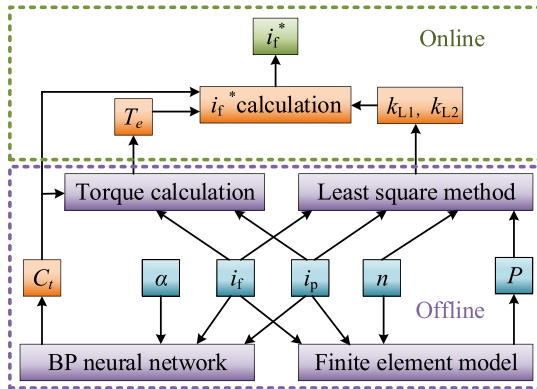 i_f^*
Online
i_f^* calculation
T_e
k_L1, k_L2
Torque calculation
Least square method
C_t
α
i_f
i_p
n
P
Offline
BP neural network
Finite element model